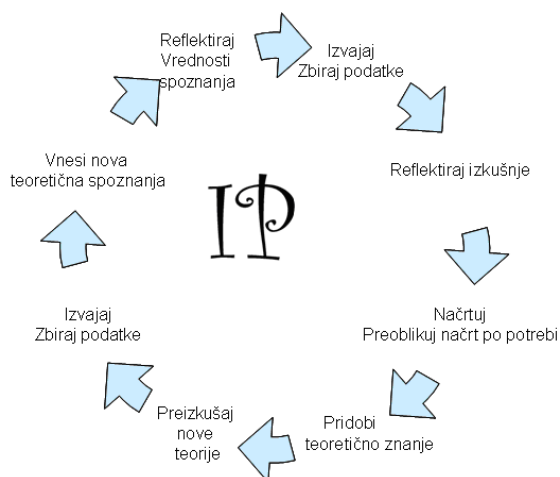 Reflektiraj
Vrednosti
spoznanja
Izvajaj
Zbiraj podatke
Reflektiraj izkušnje
Načrtuj
Preoblikuj načrt po potrebi
Pridobi
teoretično znanje
Preizkušaj
nove
teorije
Izvajaj
Zbiraj podatke
Vnesi nova
teoretična spoznanja
IP